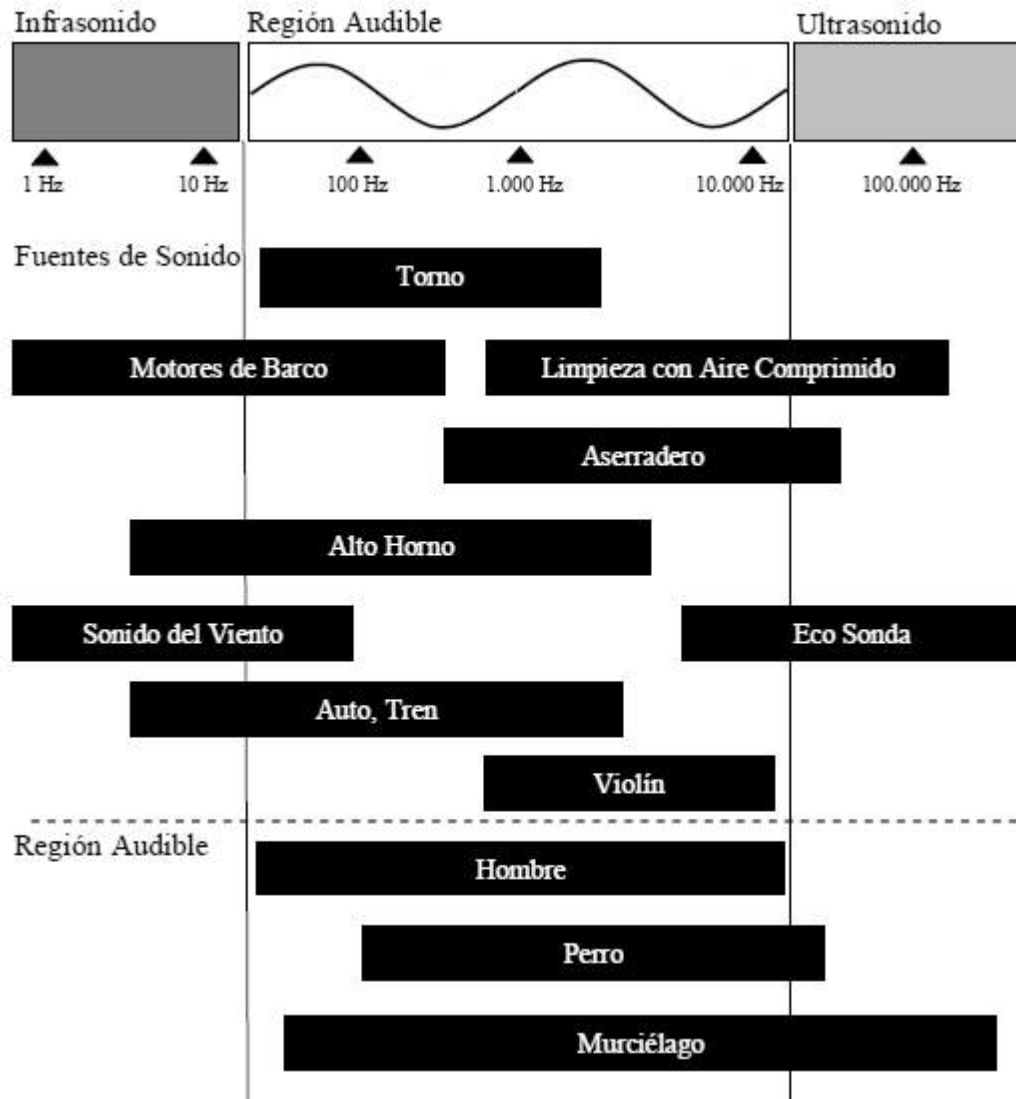 Infrasonido
Región Audible
Ultrasonido
1 Hz
10 Hz
100 Hz
1.000 Hz
10.000 Hz
100.000 Hz
Fuentes de Sonido
Torno
Motores de Barco
Limpieza con Aire Comprimido
Aserradero
Alto Horno
Sonido del Viento
Eco Sonda
Auto, Tren
Violín
Región Audible
Hombre
Perro
Murciélago